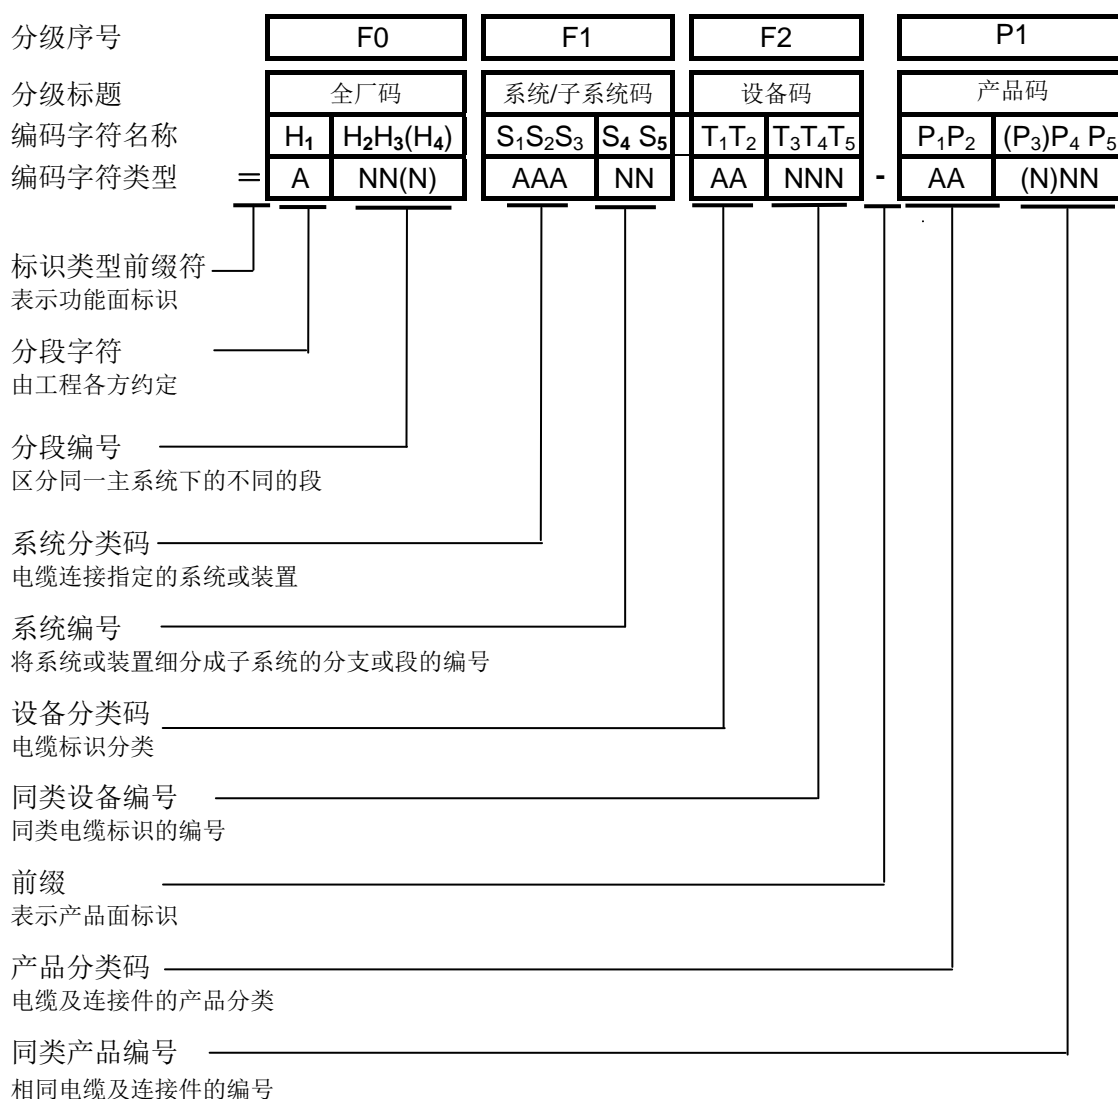 分级序号 F0 F1 F2 P1
分级标题 全厂码 系统/子系统码 设备码 产品码
编码字符名称 H₁ H₂H₃(H₄) S₁S₂S₃ S₄ S₅ T₁T₂ T₃T₄T₅ P₁P₂ (P₃)P₄ P₅
编码字符类型 = A NN(N) AAA NN AA NNN - AA (N)NN
标识类型前缀符
表示功能面标识
分段字符
由工程各方约定
分段编号
区分同一主系统下的不同的段
系统分类码
电缆连接指定的系统或装置
系统编号
将系统或装置细分成子系统的分支或段的编号
设备分类码
电缆标识分类
同类设备编号
同类电缆标识的编号
前缀
表示产品面标识
产品分类码
电缆及连接件的产品分类
同类产品编号
相同电缆及连接件的编号